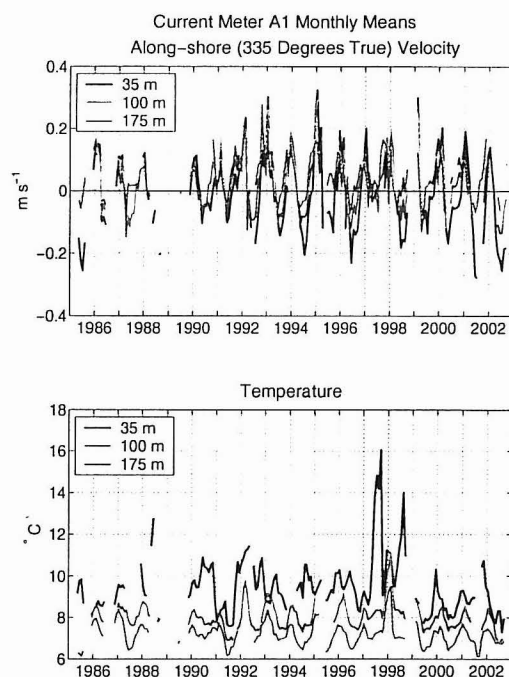 Current Meter A1 Monthly Means
Along-shore (335 Degrees True) Velocity
0.4
0.2
0
-0.2
-0.4
m s⁻¹
35 m
100 m
175 m
1986 1988 1990 1992 1994 1996 1998 2000 2002
Temperature
18
16
14
12
10
8
6
°C
35 m
100 m
175 m
1986 1988 1990 1992 1994 1996 1998 2000 2002